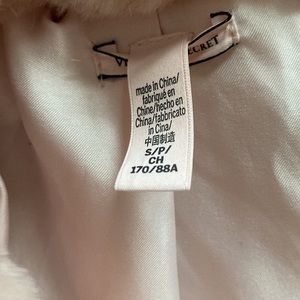 V ECRET
made in China/
fabriqué en
Chine/hecho en
China/fabbricato
in Cina/
中国制造
S/P/
CH
170/88A